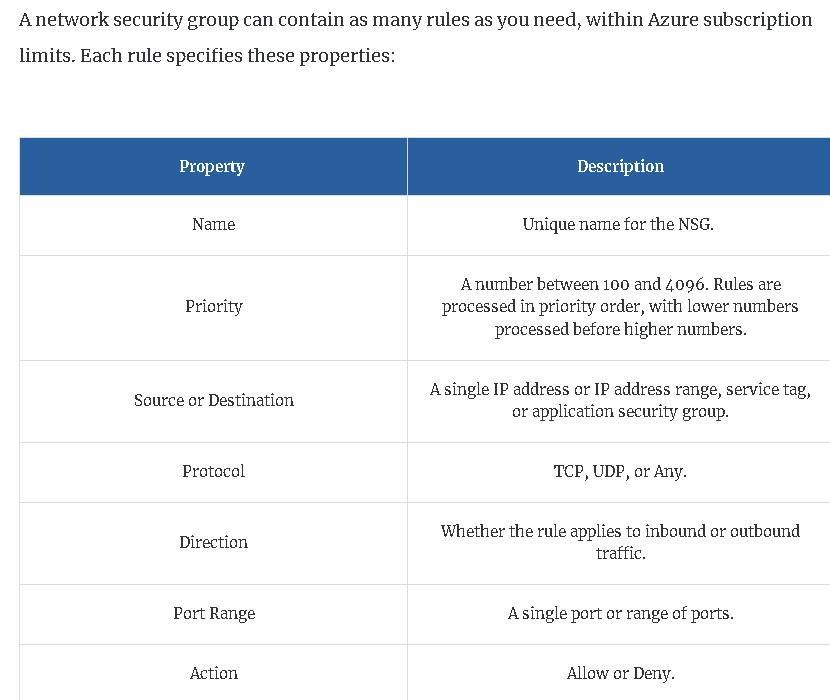 A network security group can contain as many rules as you need, within Azure subscription
limits. Each rule specifies these properties:
Property
Description
Name
Unique name for the NSG.
Priority
A number between 100 and 4096. Rules are
processed in priority order, with lower numbers
processed before higher numbers.
Source or Destination
A single IP address or IP address range, service tag,
or application security group.
Protocol
TCP, UDP, or Any.
Direction
Whether the rule applies to inbound or outbound
traffic.
Port Range
A single port or range of ports.
Action
Allow or Deny.